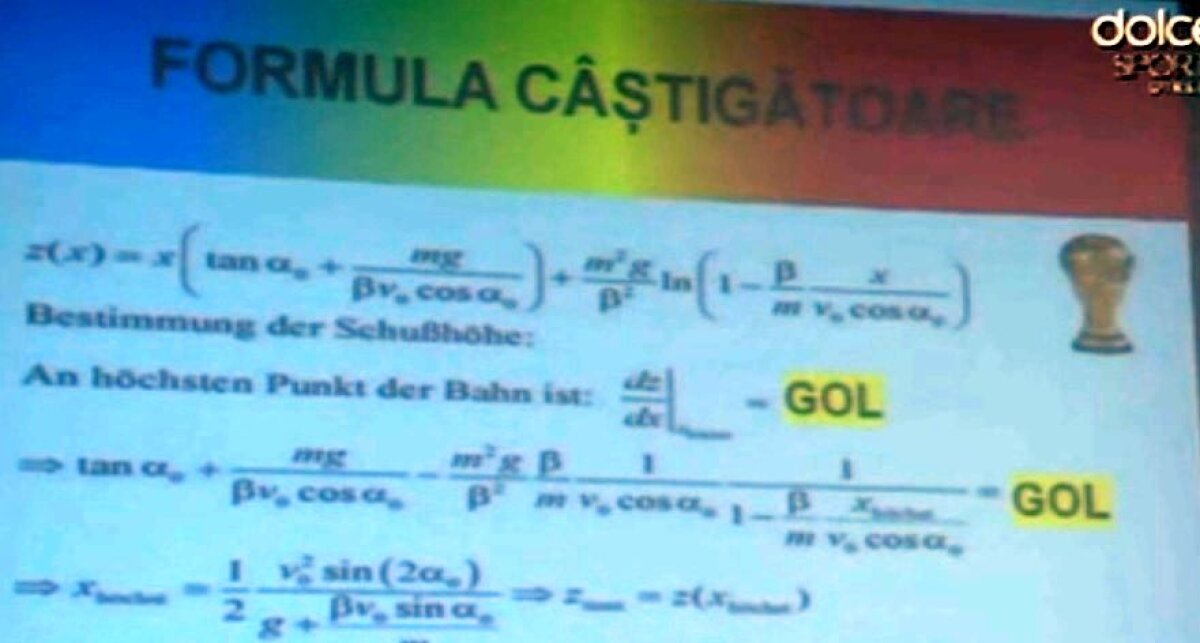 dolce
SPORT
FORMULA CÂȘTIGĂTOARE
z(x) = x( tan α₀ + mg / (βv₀ cos α₀) ) + m²g / β² ln( 1 − β / m x / (v₀ cos α₀) )
Bestimmung der Schußhöhe:
An höchsten Punkt der Bahn ist: dz / dx | = GOL
⇒ tan α₀ + mg / (βv₀ cos α₀) − m²g / β² β / m 1 / (v₀ cos α₀) 1 / (1 − β / m x / (v₀ cos α₀)) = GOL
⇒ x = 1 / 2 v₀² sin(2α₀) / (g + βv₀ sin α₀ / m) ⇒ z = z(x)